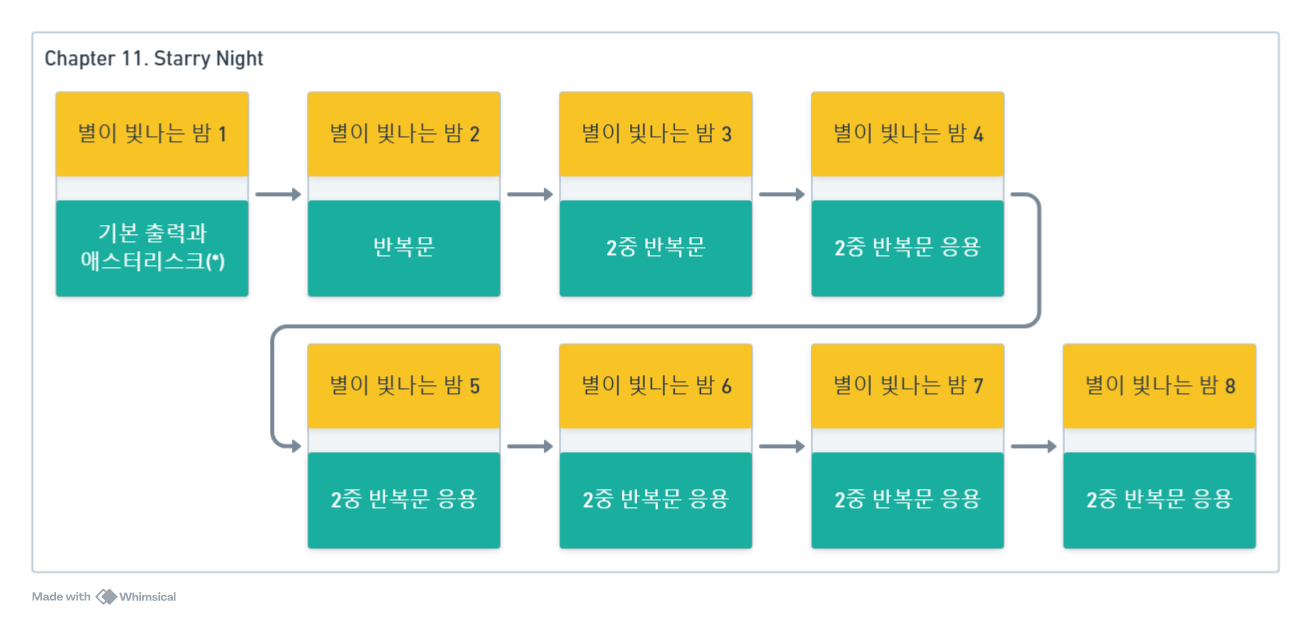 Chapter 11. Starry Night
별이 빛나는 밤 1
기본 출력과
애스터리스크(*)
별이 빛나는 밤 2
반복문
별이 빛나는 밤 3
2중 반복문
별이 빛나는 밤 4
2중 반복문 응용
별이 빛나는 밤 5
2중 반복문 응용
별이 빛나는 밤 6
2중 반복문 응용
별이 빛나는 밤 7
2중 반복문 응용
별이 빛나는 밤 8
2중 반복문 응용
Made with Whimsical